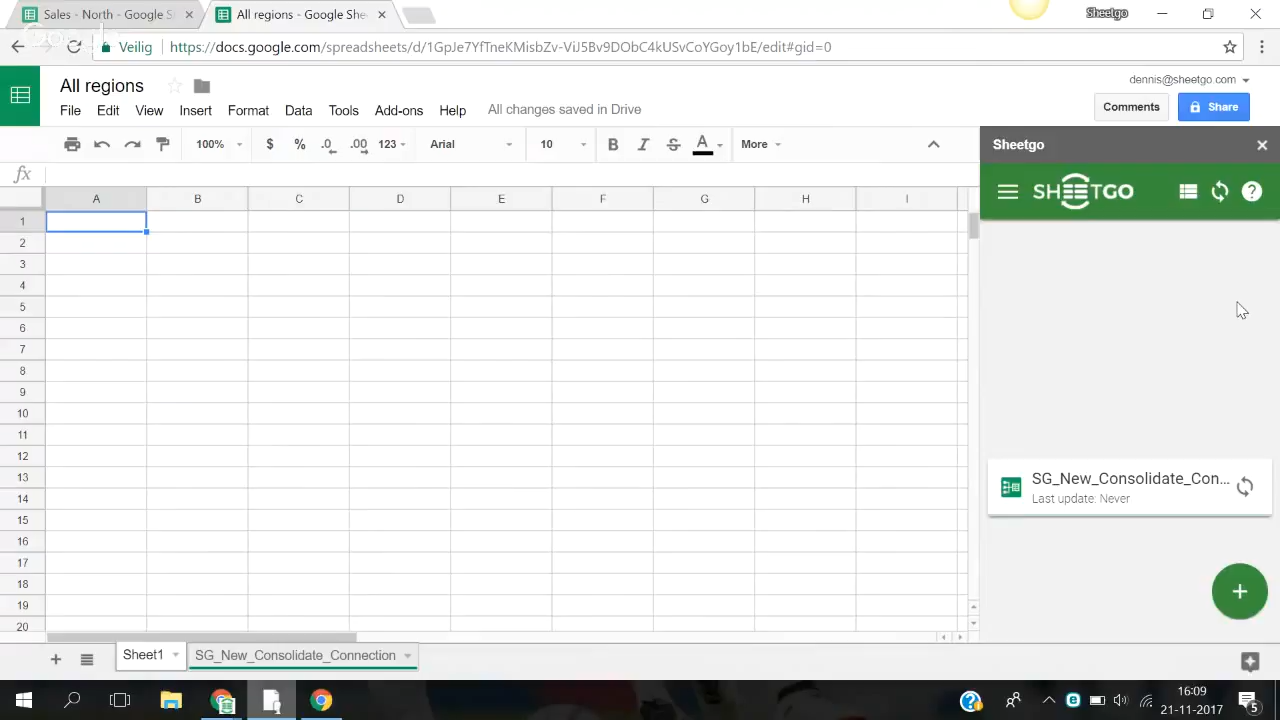 Sales - North - Google S
All regions - Google She
Sheetgo
Veilig
https://docs.google.com/spreadsheets/d/1GpJe7YfTneKMisbZv-ViJ5Bv9DObC4kUSvCoYGoy1bE/edit#gid=0
All regions
dennis@sheetgo.com
File Edit View Insert Format Data Tools Add-ons Help All changes saved in Drive
Comments
Share
100% $ % .0 .00 123 Arial 10 B I S A More
Sheetgo
fx
SHEETGO
A B C D E F G H I
1
2
3
4
5
6
7
8
9
10
11
12
13
14
15
16
17
18
19
20
SG_New_Consolidate_Con...
Last update: Never
Sheet1
SG_New_Consolidate_Connection
16:09
21-11-2017
5